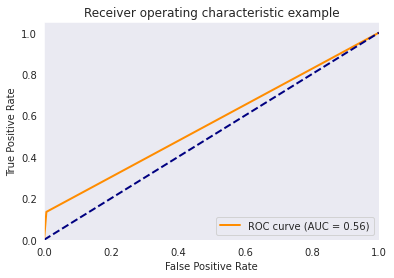 Receiver operating characteristic example
True Positive Rate
1.0
0.8
0.6
0.4
0.2
0.0
ROC curve (AUC = 0.56)
0.0 0.2 0.4 0.6 0.8 1.0
False Positive Rate